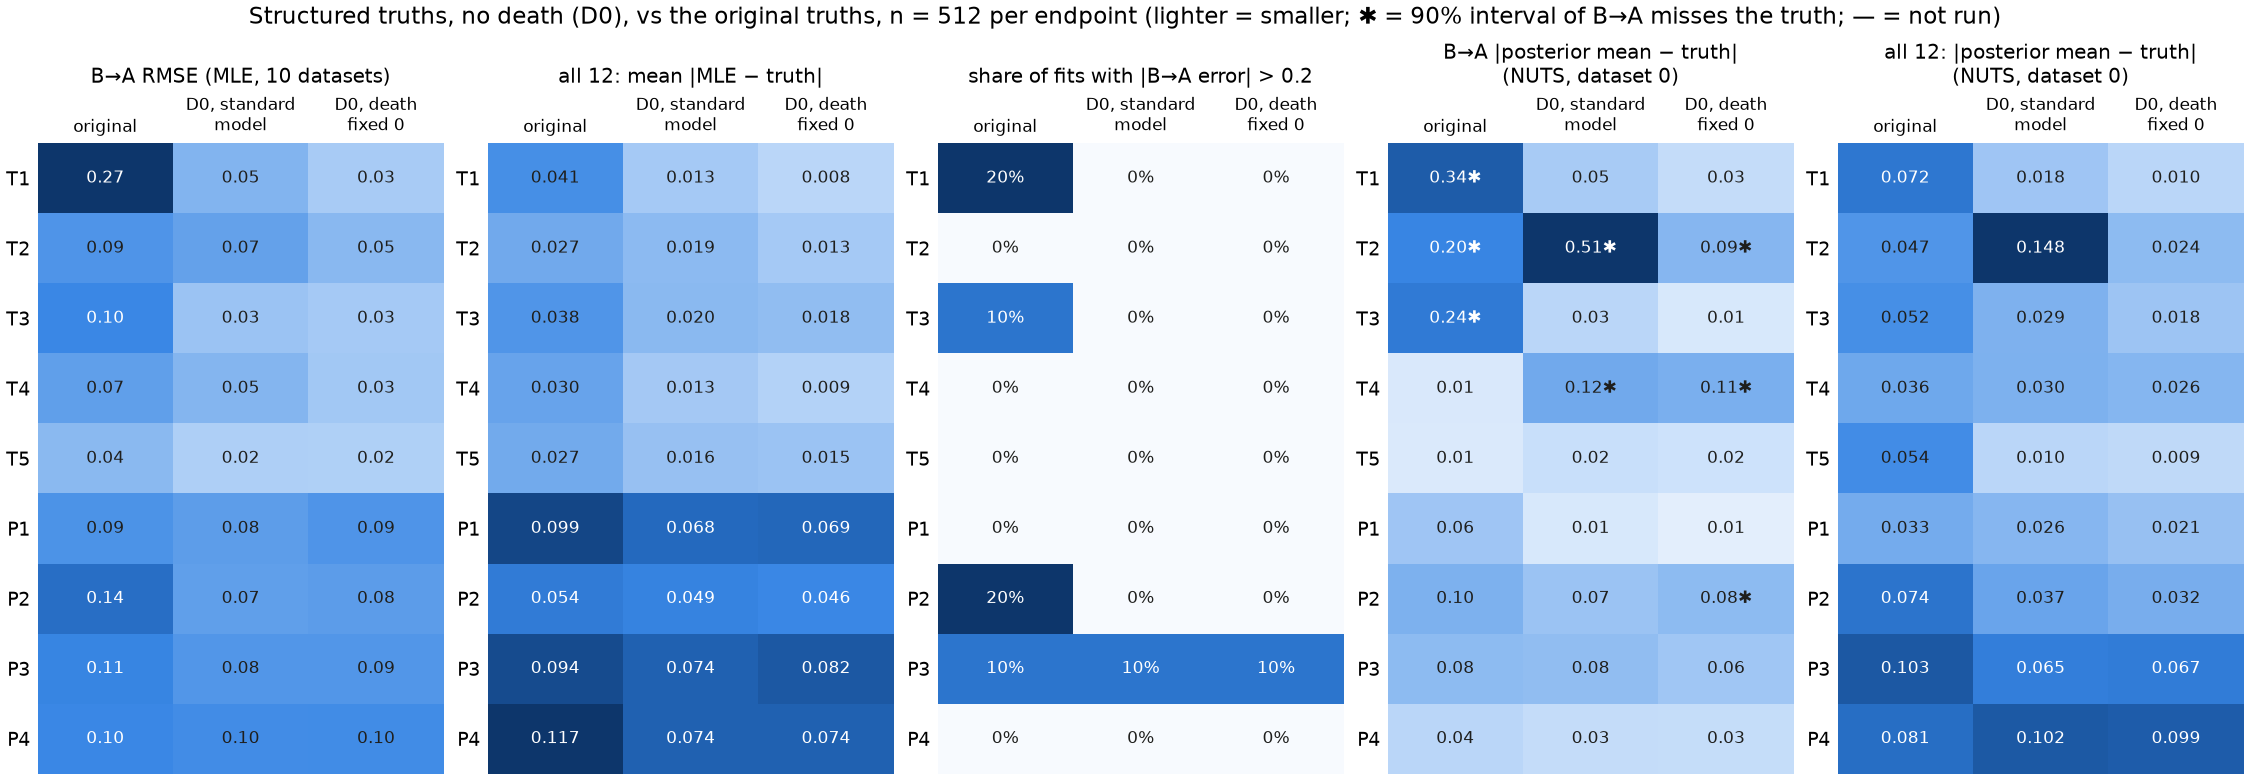 Structured truths, no death (D0), vs the original truths, n = 512 per endpoint (lighter = smaller; ✱ = 90% interval of B→A misses the truth; — = not run)
B→A RMSE (MLE, 10 datasets)
original D0, standard model D0, death fixed 0
T1 0.27 0.05 0.03
T2 0.09 0.07 0.05
T3 0.10 0.03 0.03
T4 0.07 0.05 0.03
T5 0.04 0.02 0.02
P1 0.09 0.08 0.09
P2 0.14 0.07 0.08
P3 0.11 0.08 0.09
P4 0.10 0.10 0.10
all 12: mean |MLE − truth|
original D0, standard model D0, death fixed 0
T1 0.041 0.013 0.008
T2 0.027 0.019 0.013
T3 0.038 0.020 0.018
T4 0.030 0.013 0.009
T5 0.027 0.016 0.015
P1 0.099 0.068 0.069
P2 0.054 0.049 0.046
P3 0.094 0.074 0.082
P4 0.117 0.074 0.074
share of fits with |B→A error| > 0.2
original D0, standard model D0, death fixed 0
T1 20% 0% 0%
T2 0% 0% 0%
T3 10% 0% 0%
T4 0% 0% 0%
T5 0% 0% 0%
P1 0% 0% 0%
P2 20% 0% 0%
P3 10% 10% 10%
P4 0% 0% 0%
B→A |posterior mean − truth|
(NUTS, dataset 0)
original D0, standard model D0, death fixed 0
T1 0.34✱ 0.05 0.03
T2 0.20✱ 0.51✱ 0.09✱
T3 0.24✱ 0.03 0.01
T4 0.01 0.12✱ 0.11✱
T5 0.01 0.02 0.02
P1 0.06 0.01 0.01
P2 0.10 0.07 0.08✱
P3 0.08 0.08 0.06
P4 0.04 0.03 0.03
all 12: |posterior mean − truth|
(NUTS, dataset 0)
original D0, standard model D0, death fixed 0
T1 0.072 0.018 0.010
T2 0.047 0.148 0.024
T3 0.052 0.029 0.018
T4 0.036 0.030 0.026
T5 0.054 0.010 0.009
P1 0.033 0.026 0.021
P2 0.074 0.037 0.032
P3 0.103 0.065 0.067
P4 0.081 0.102 0.099